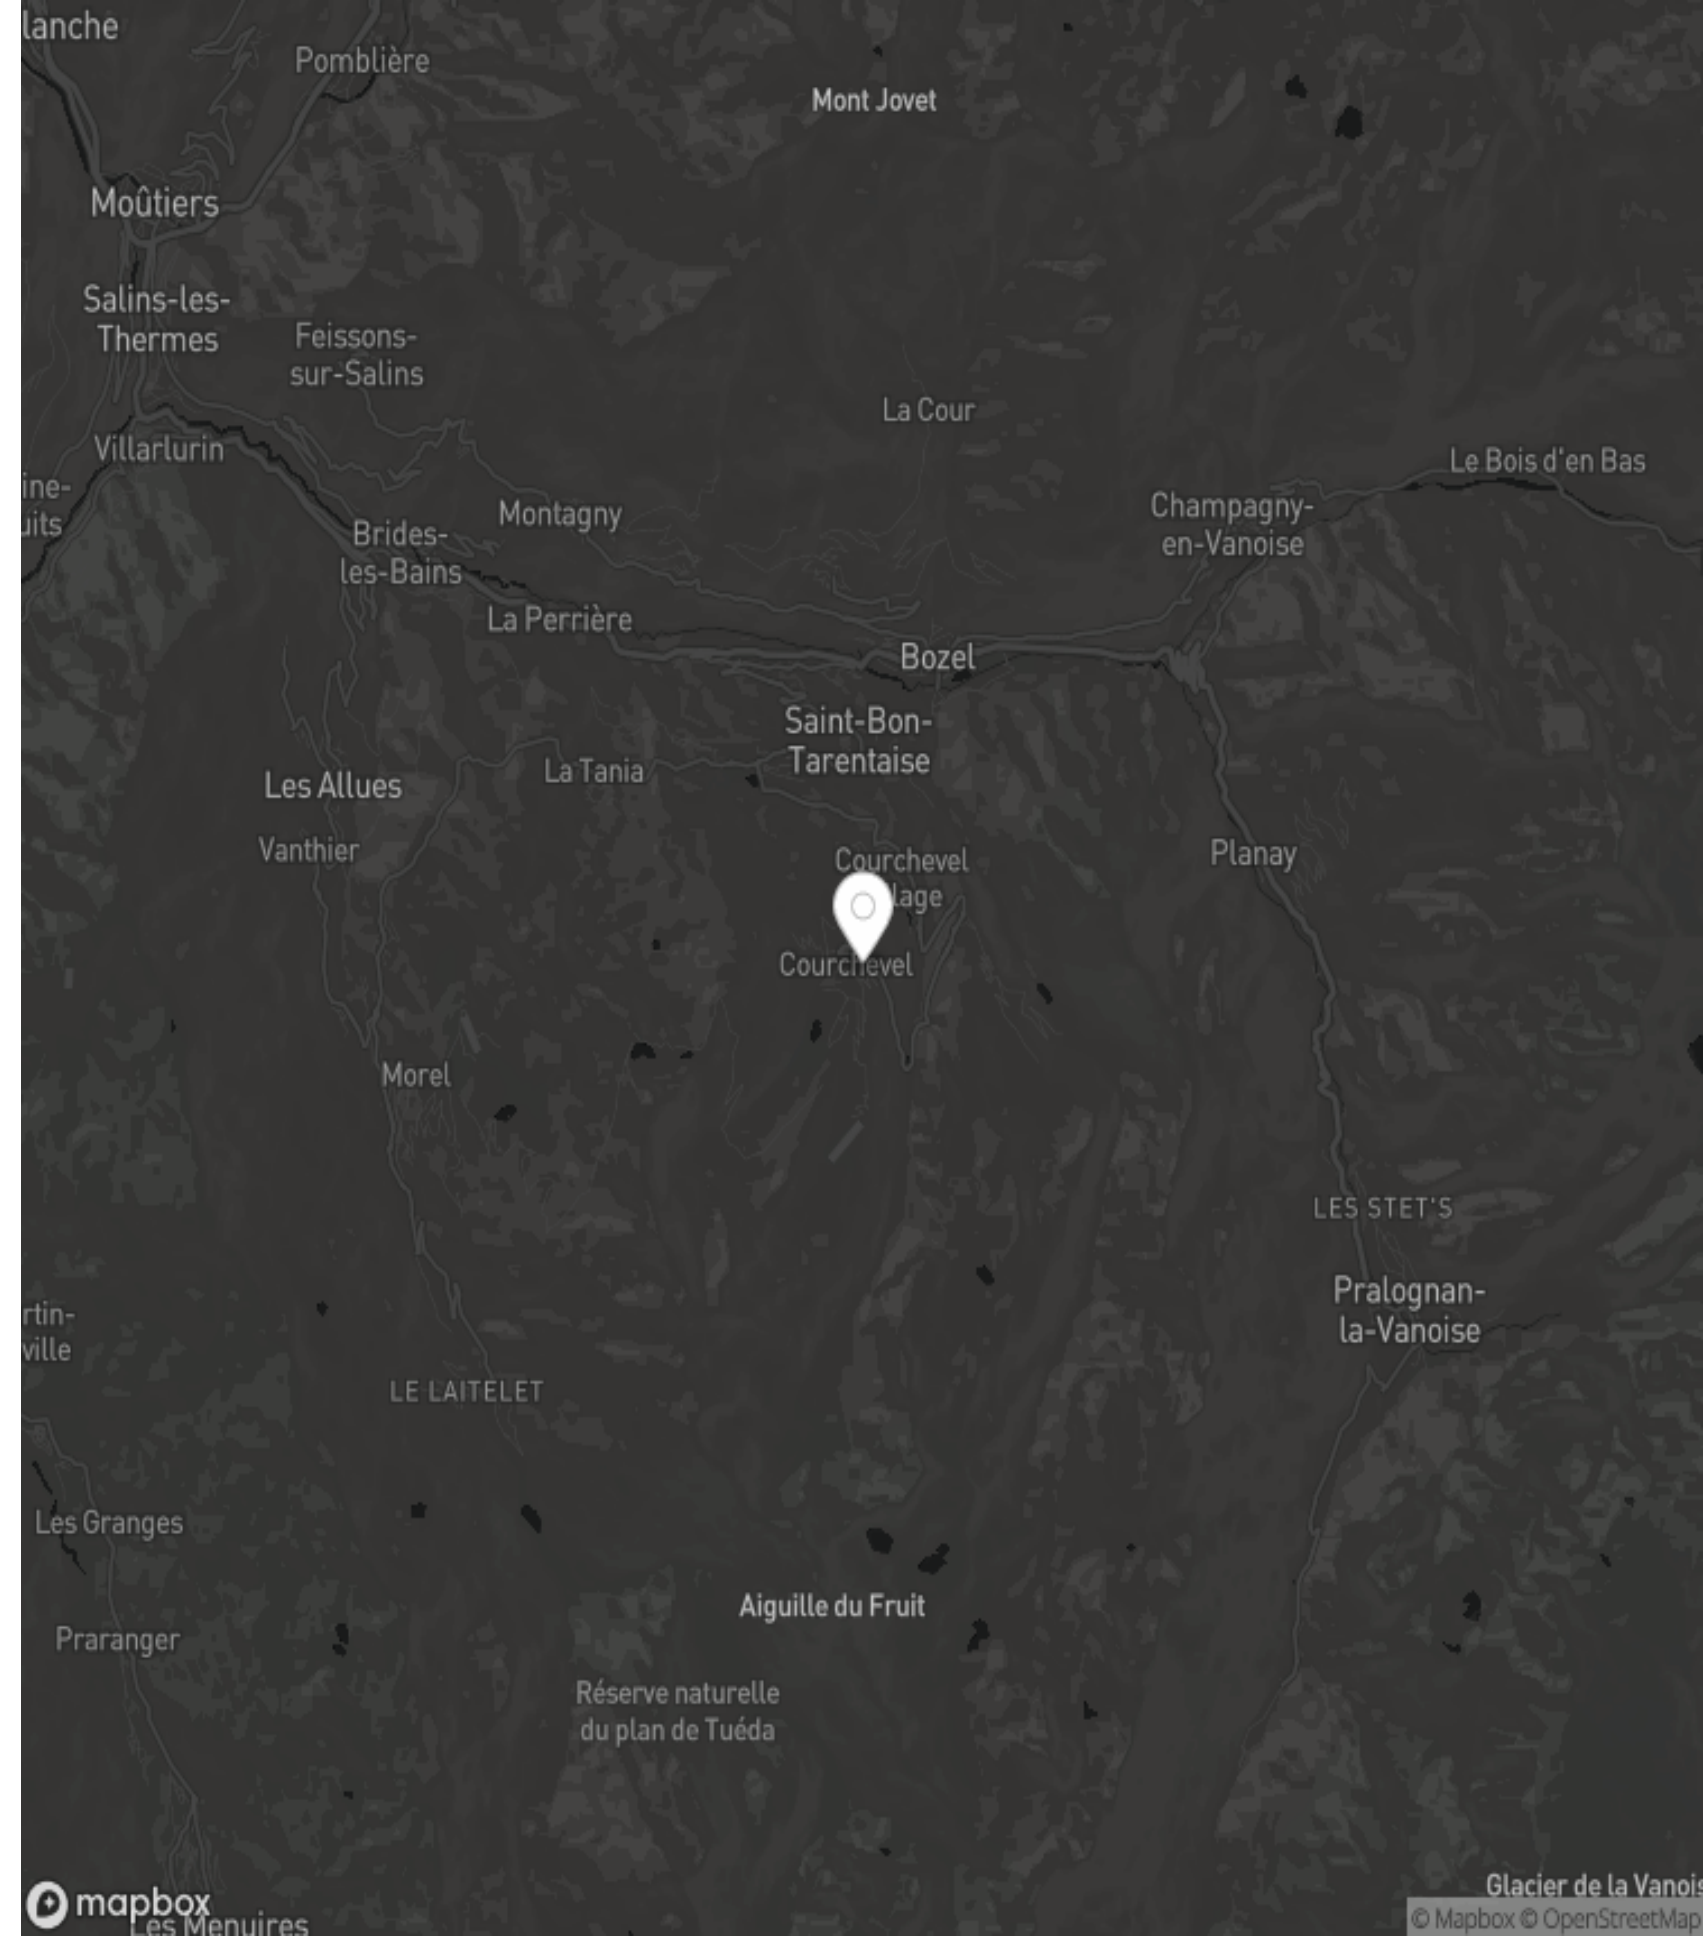 lanche
Pomblière
Mont Jovet
Moûtiers
Salins-les-
Thermes
Feissons-
sur-Salins
La Cour
Villarlurin
Le Bois d'en Bas
ine-
uits
Montagny
Champagny-
en-Vanoise
Brides-
les-Bains
La Perrière
Bozel
Saint-Bon-
Tarentaise
La Tania
Les Allues
Vanthier
Courchevel
lage
Planay
Courchevel
Morel
LES STET'S
Pralognan-
la-Vanoise
rtin-
ville
LE LAITELET
Les Granges
Aiguille du Fruit
Praranger
Réserve naturelle
du plan de Tuéda
Glacier de la Vanois
mapbox
Les Menuires
© Mapbox © OpenStreetMap